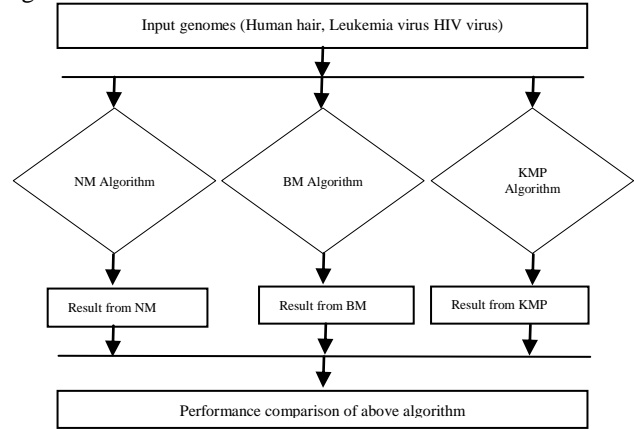 Input genomes (Human hair, Leukemia virus HIV virus)
NM Algorithm
BM Algorithm
KMP
Algorithm
Result from NM
Result from BM
Result from KMP
Performance comparison of above algorithm